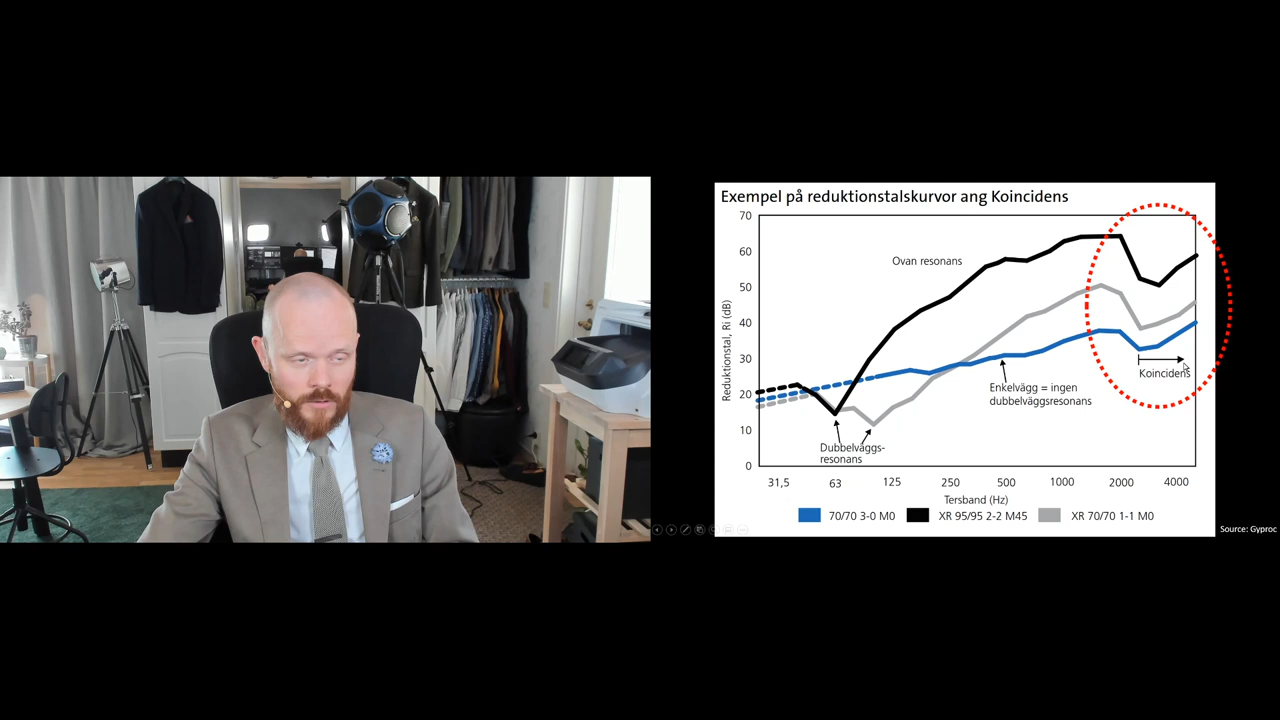 Exempel på reduktionstalskurvor ang Koincidens
70
60
50
40
30
20
10
0
Reduktionstal, Ri (dB)
Ovan resonans
Enkelvägg = ingen
dubbelväggsresonans
Koincidens
Dubbelväggs-
resonans
31,5 63 125 250 500 1000 2000 4000
Tersband (Hz)
70/70 3-0 M0 XR 95/95 2-2 M45 XR 70/70 1-1 M0
Source: Gyproc